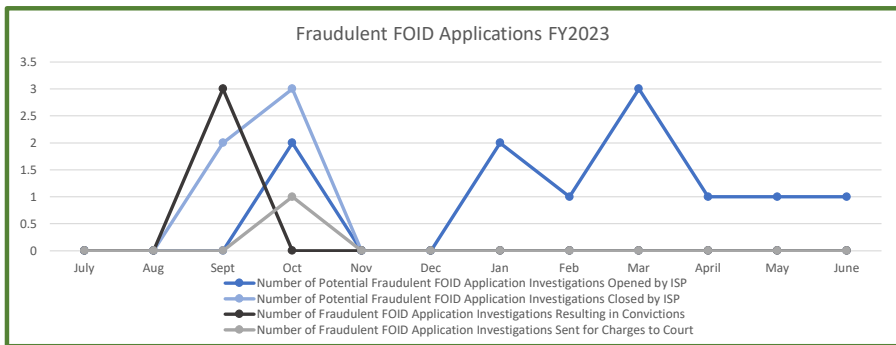 Fraudulent FOID Applications FY2023
3.5
3
2.5
2
1.5
1
0.5
0
July Aug Sept Oct Nov Dec Jan Feb Mar April May June
Number of Potential Fraudulent FOID Application Investigations Opened by ISP
Number of Potential Fraudulent FOID Application Investigations Closed by ISP
Number of Fraudulent FOID Application Investigations Resulting in Convictions
Number of Fraudulent FOID Application Investigations Sent for Charges to Court